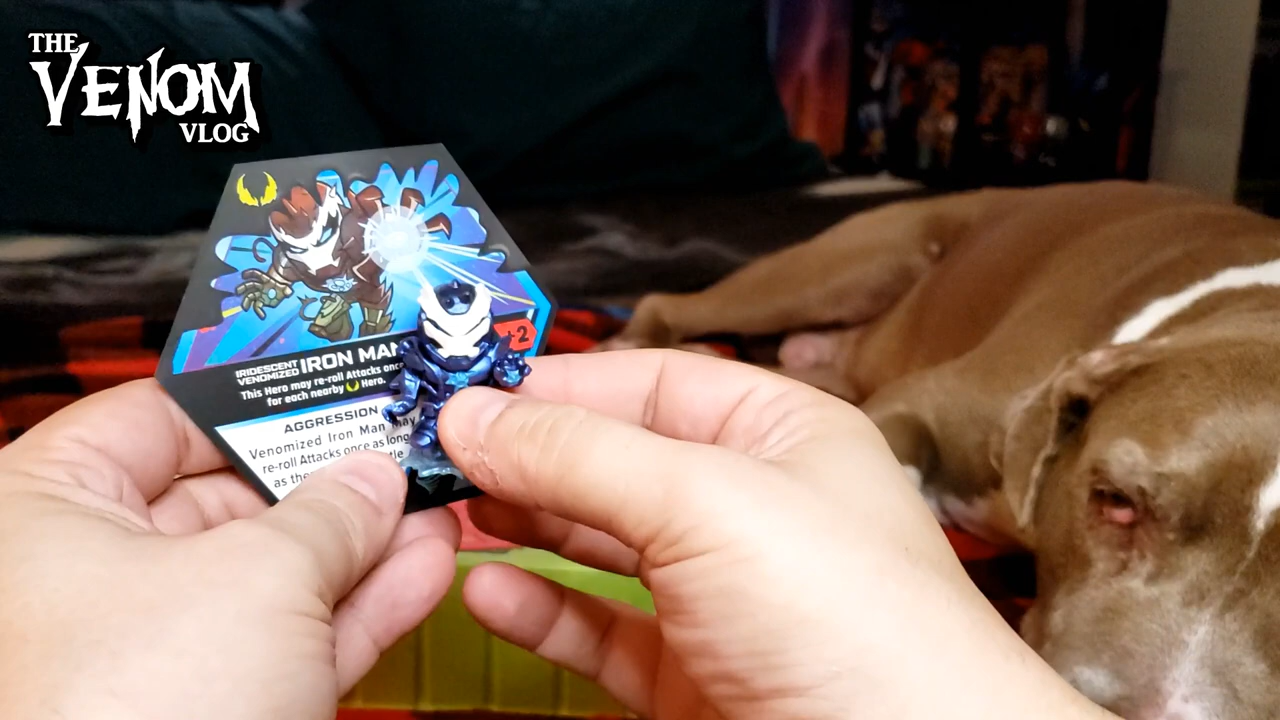 THE
VENOM
VLOG
+2
IRIDESCENT
VENOMIZED IRON MAN
This Hero may re-roll Attacks once
for each nearby Hero.
AGGRESSION
Venomized Iron Man may
re-roll Attacks once as long
as